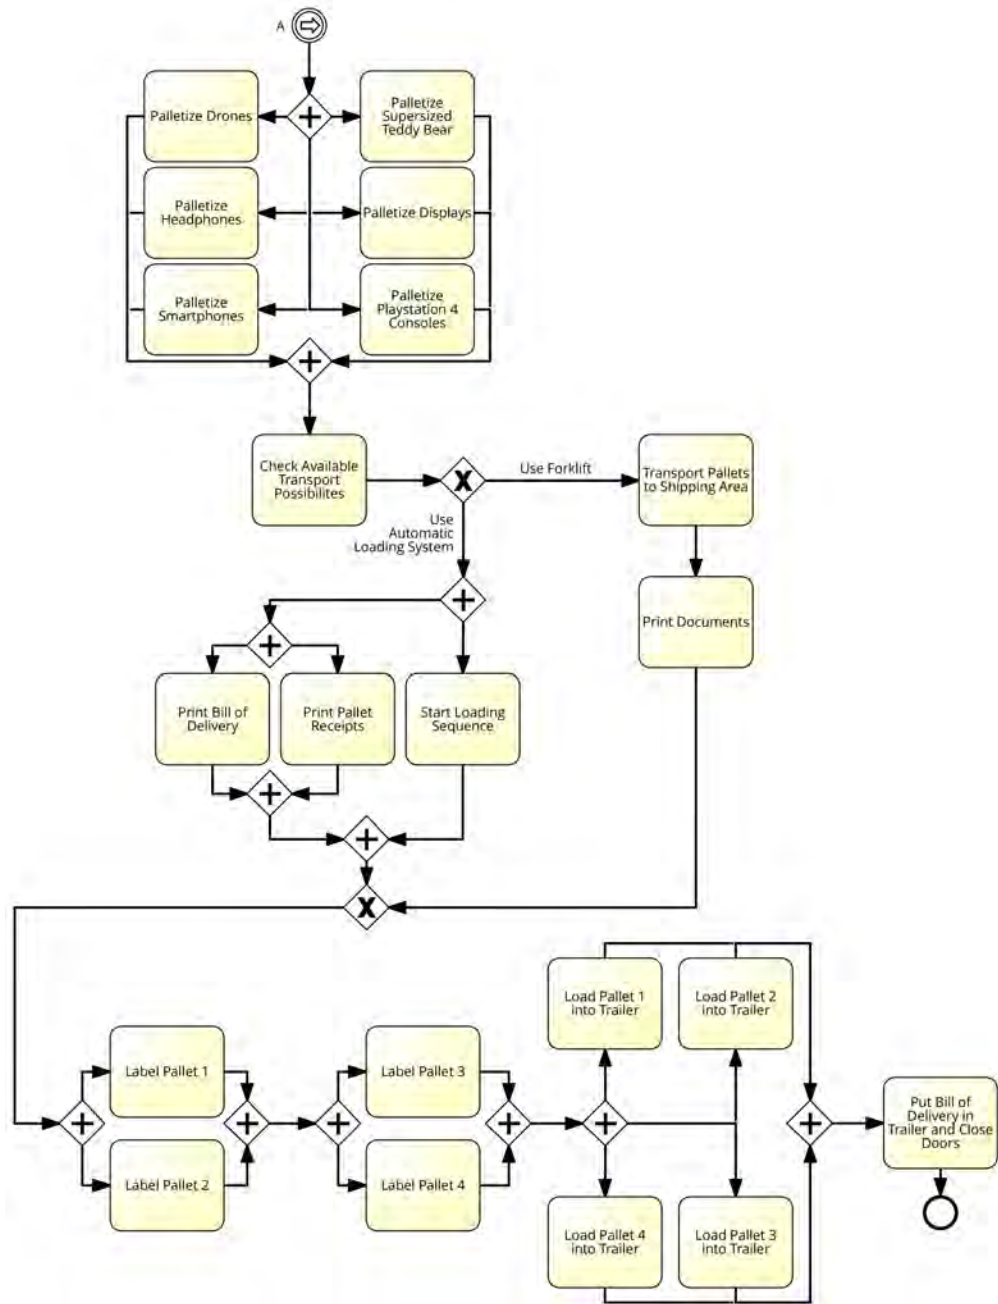 A
Palletize Drones
Palletize
Supersized
Teddy Bear
Palletize
Headphones
Palletize Displays
Palletize
Smartphones
Palletize
Playstation 4
Consoles
Check Available
Transport
Possibilites
Use Forklift
Transport Pallets
to Shipping Area
Use
Automatic
Loading System
Print Documents
Print Bill of
Delivery
Print Pallet
Receipts
Start Loading
Sequence
Load Pallet 1
into Trailer
Load Pallet 2
into Trailer
Label Pallet 1
Label Pallet 3
Put Bill of
Delivery in
Trailer and Close
Doors
Label Pallet 2
Label Pallet 4
Load Pallet 4
into Trailer
Load Pallet 3
into Trailer